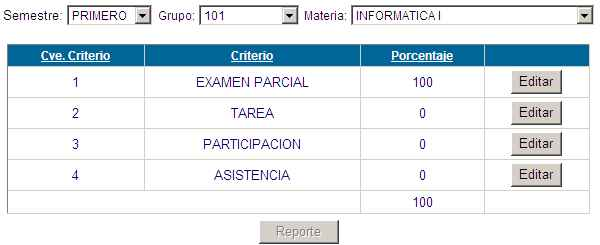 Semestre: PRIMERO Grupo: 101 Materia: INFORMATICA I
Cve. Criterio Criterio Porcentaje
1 EXAMEN PARCIAL 100 Editar
2 TAREA 0 Editar
3 PARTICIPACION 0 Editar
4 ASISTENCIA 0 Editar
100
Reporte